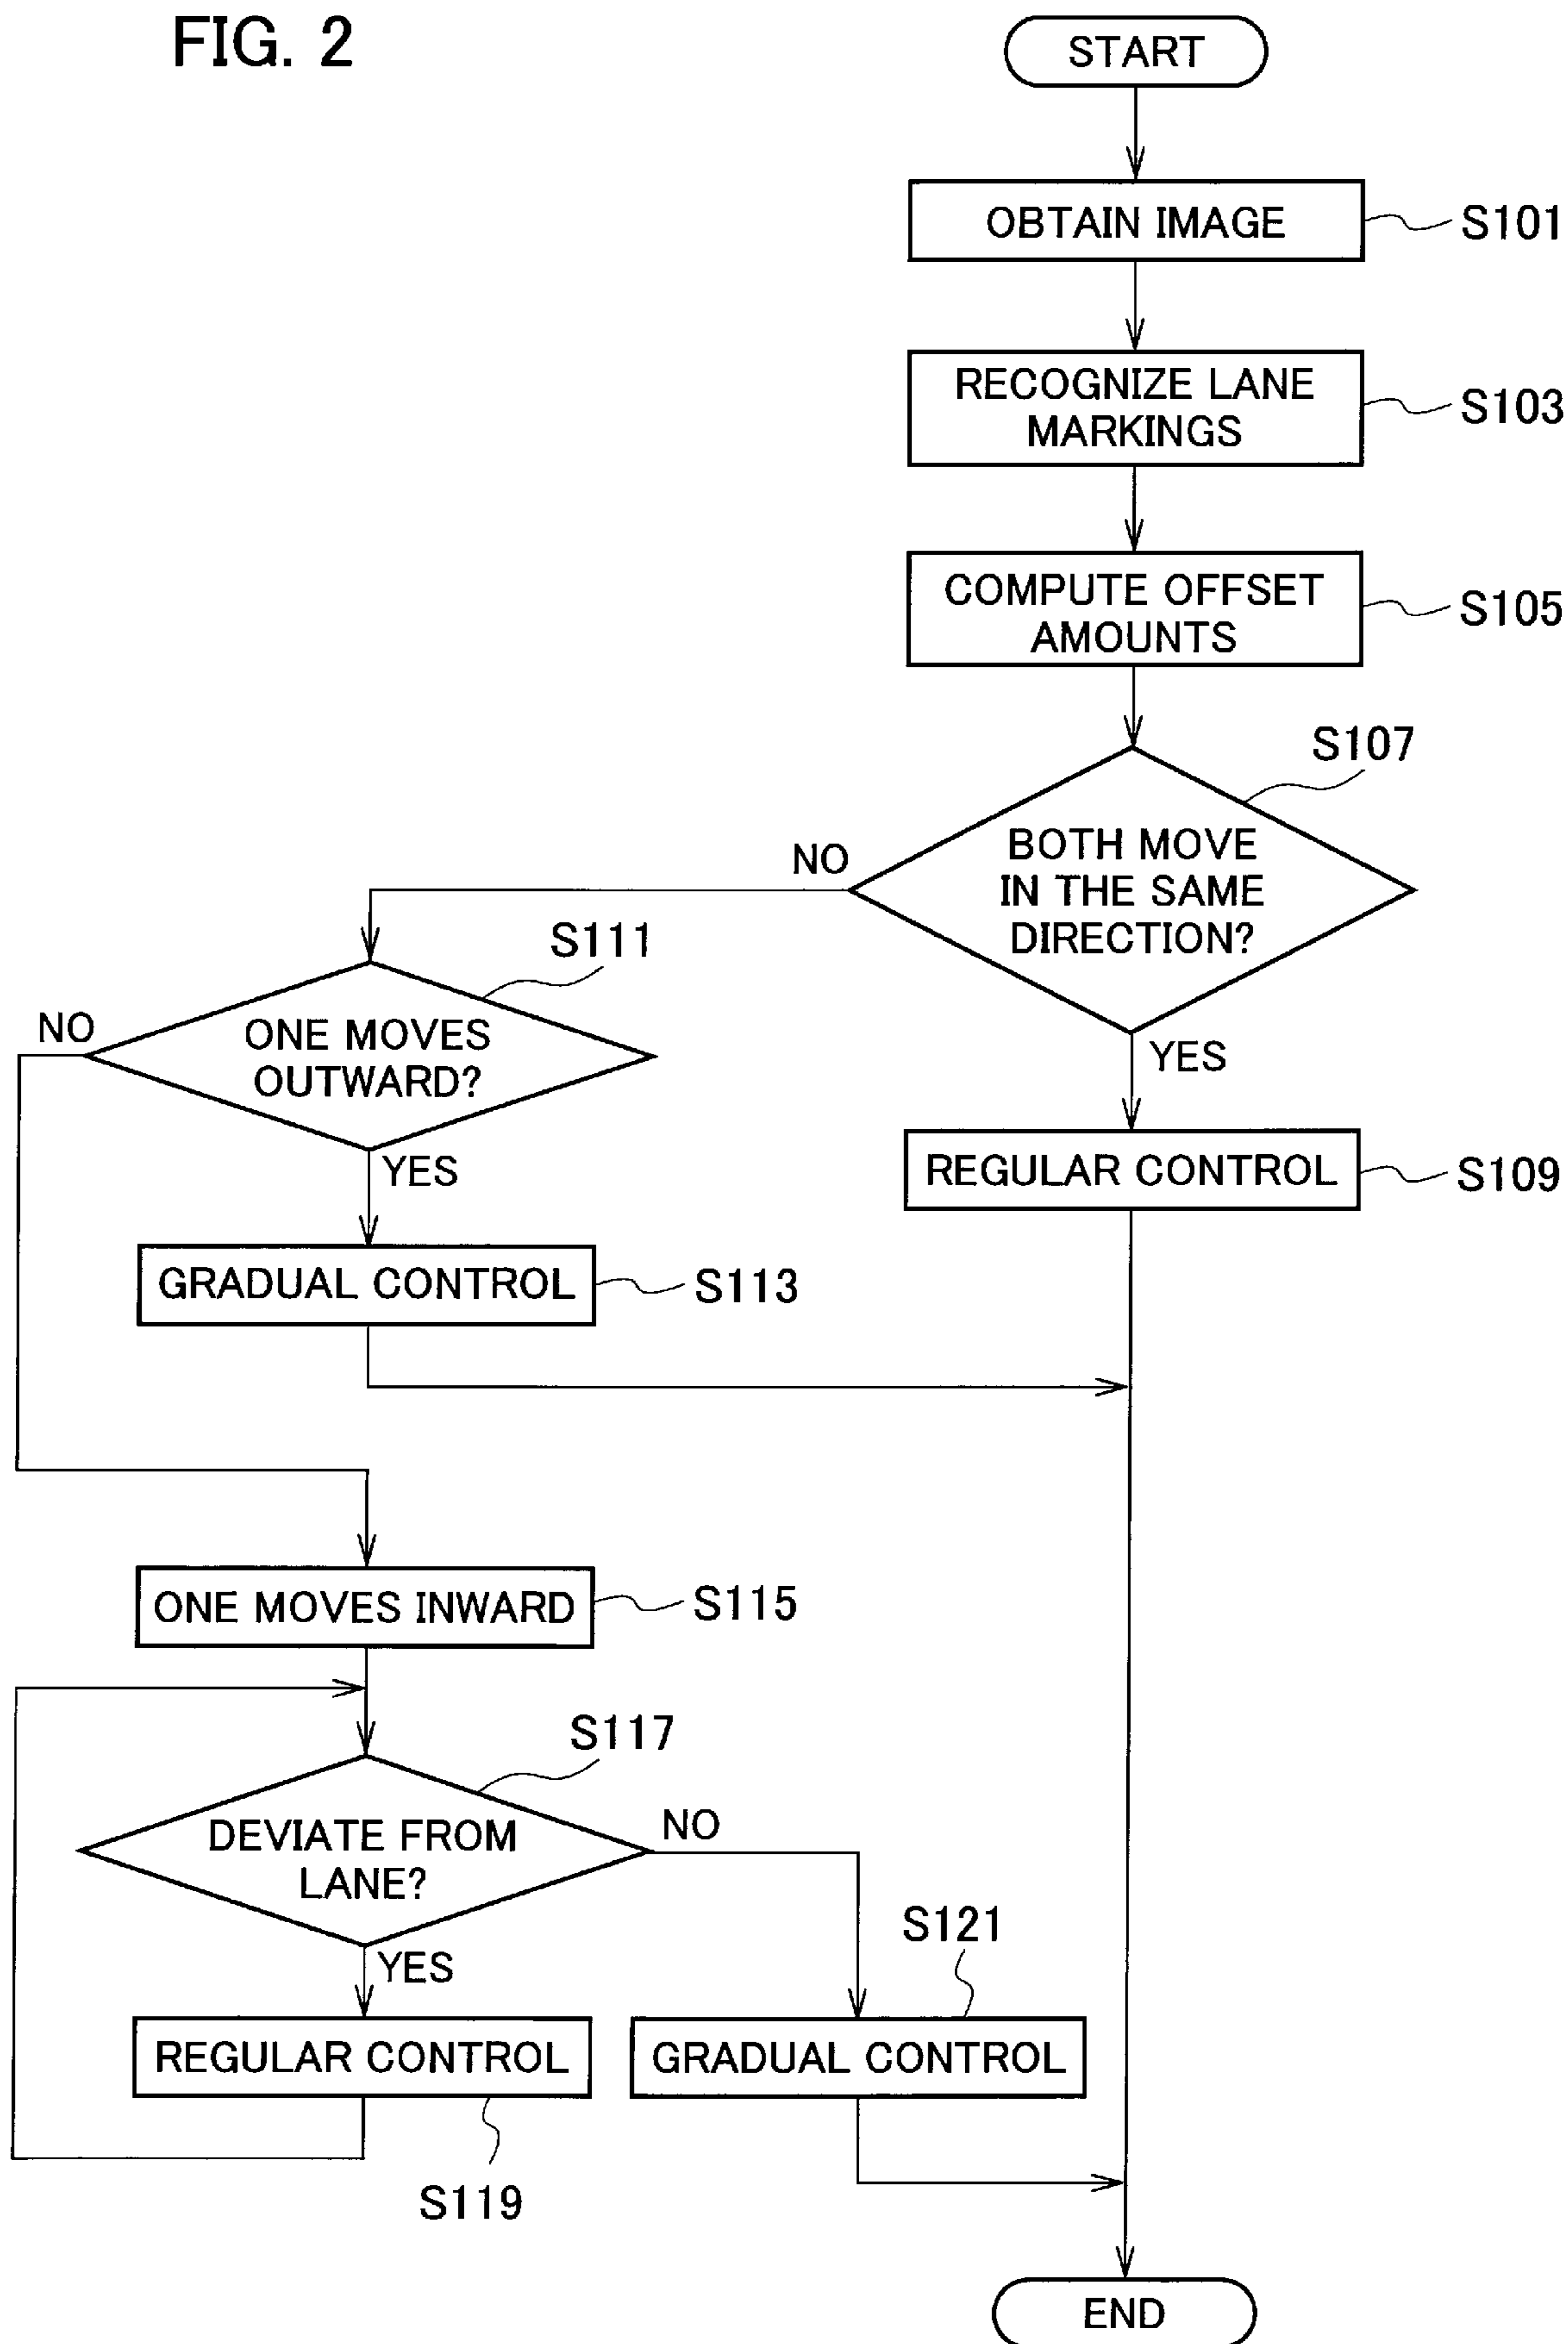 FIG. 2
START
OBTAIN IMAGE
S101
RECOGNIZE LANE
MARKINGS
S103
COMPUTE OFFSET
AMOUNTS
S105
S107
BOTH MOVE
IN THE SAME
DIRECTION?
NO
YES
REGULAR CONTROL
S109
S111
ONE MOVES
OUTWARD?
NO
YES
GRADUAL CONTROL
S113
ONE MOVES INWARD
S115
S117
DEVIATE FROM
LANE?
NO
YES
S121
REGULAR CONTROL
GRADUAL CONTROL
S119
END